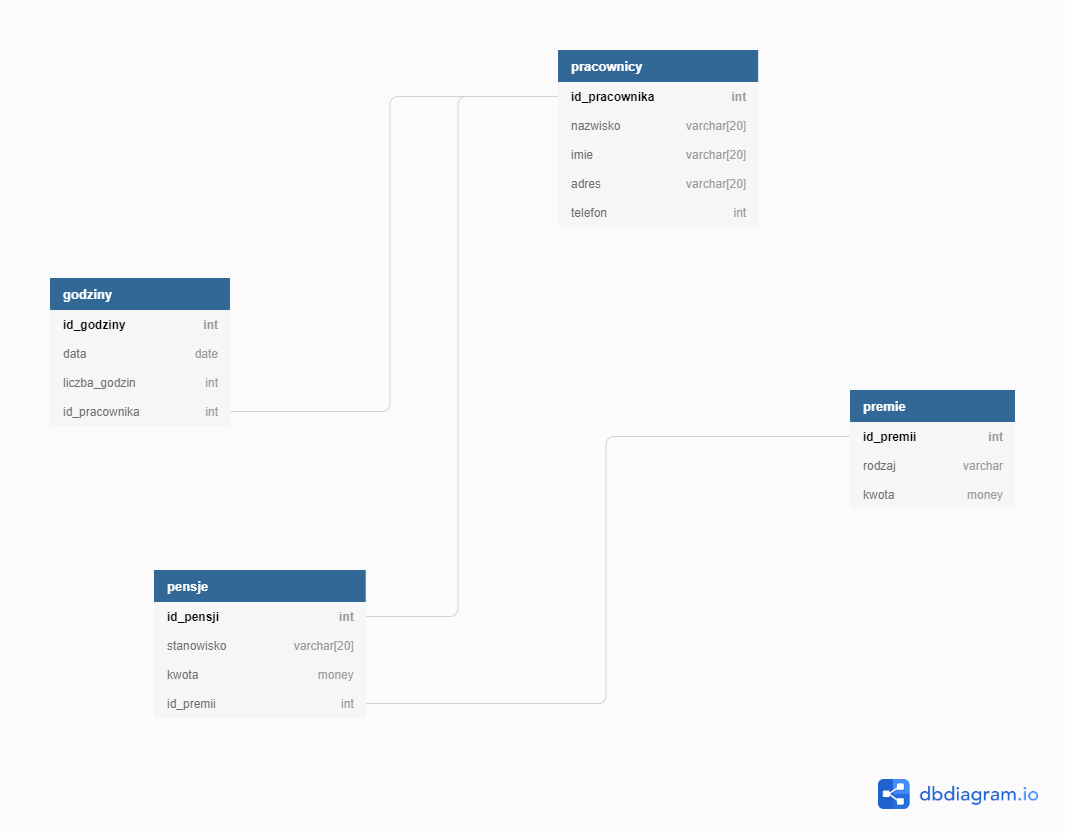 pracownicy
id_pracownika int
nazwisko varchar[20]
imie varchar[20]
adres varchar[20]
telefon int
godziny
id_godziny int
data date
liczba_godzin int
id_pracownika int
premie
id_premii int
rodzaj varchar
kwota money
pensje
id_pensji int
stanowisko varchar[20]
kwota money
id_premii int
dbdiagram.io